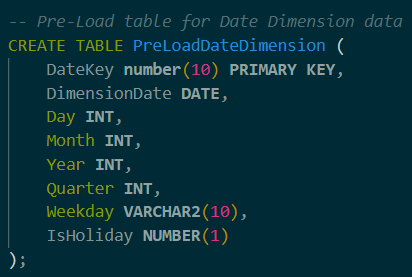 -- Pre-Load table for Date Dimension data
CREATE TABLE PreLoadDateDimension (
    DateKey number(10) PRIMARY KEY,
    DimensionDate DATE,
    Day INT,
    Month INT,
    Year INT,
    Quarter INT,
    Weekday VARCHAR2(10),
    IsHoliday NUMBER(1)
);